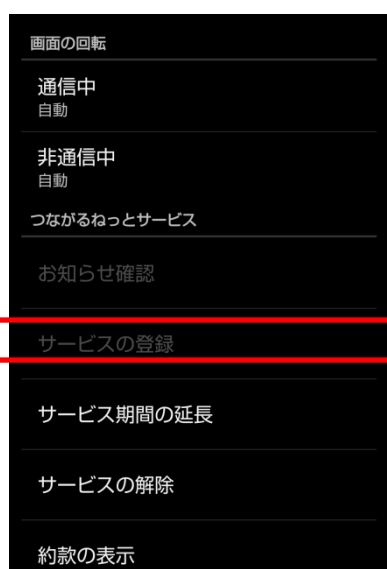 画面の回転
通信中
自動
非通信中
自動
つながるねっとサービス
お知らせ確認
サービスの登録
サービス期間の延長
サービスの解除
約款の表示